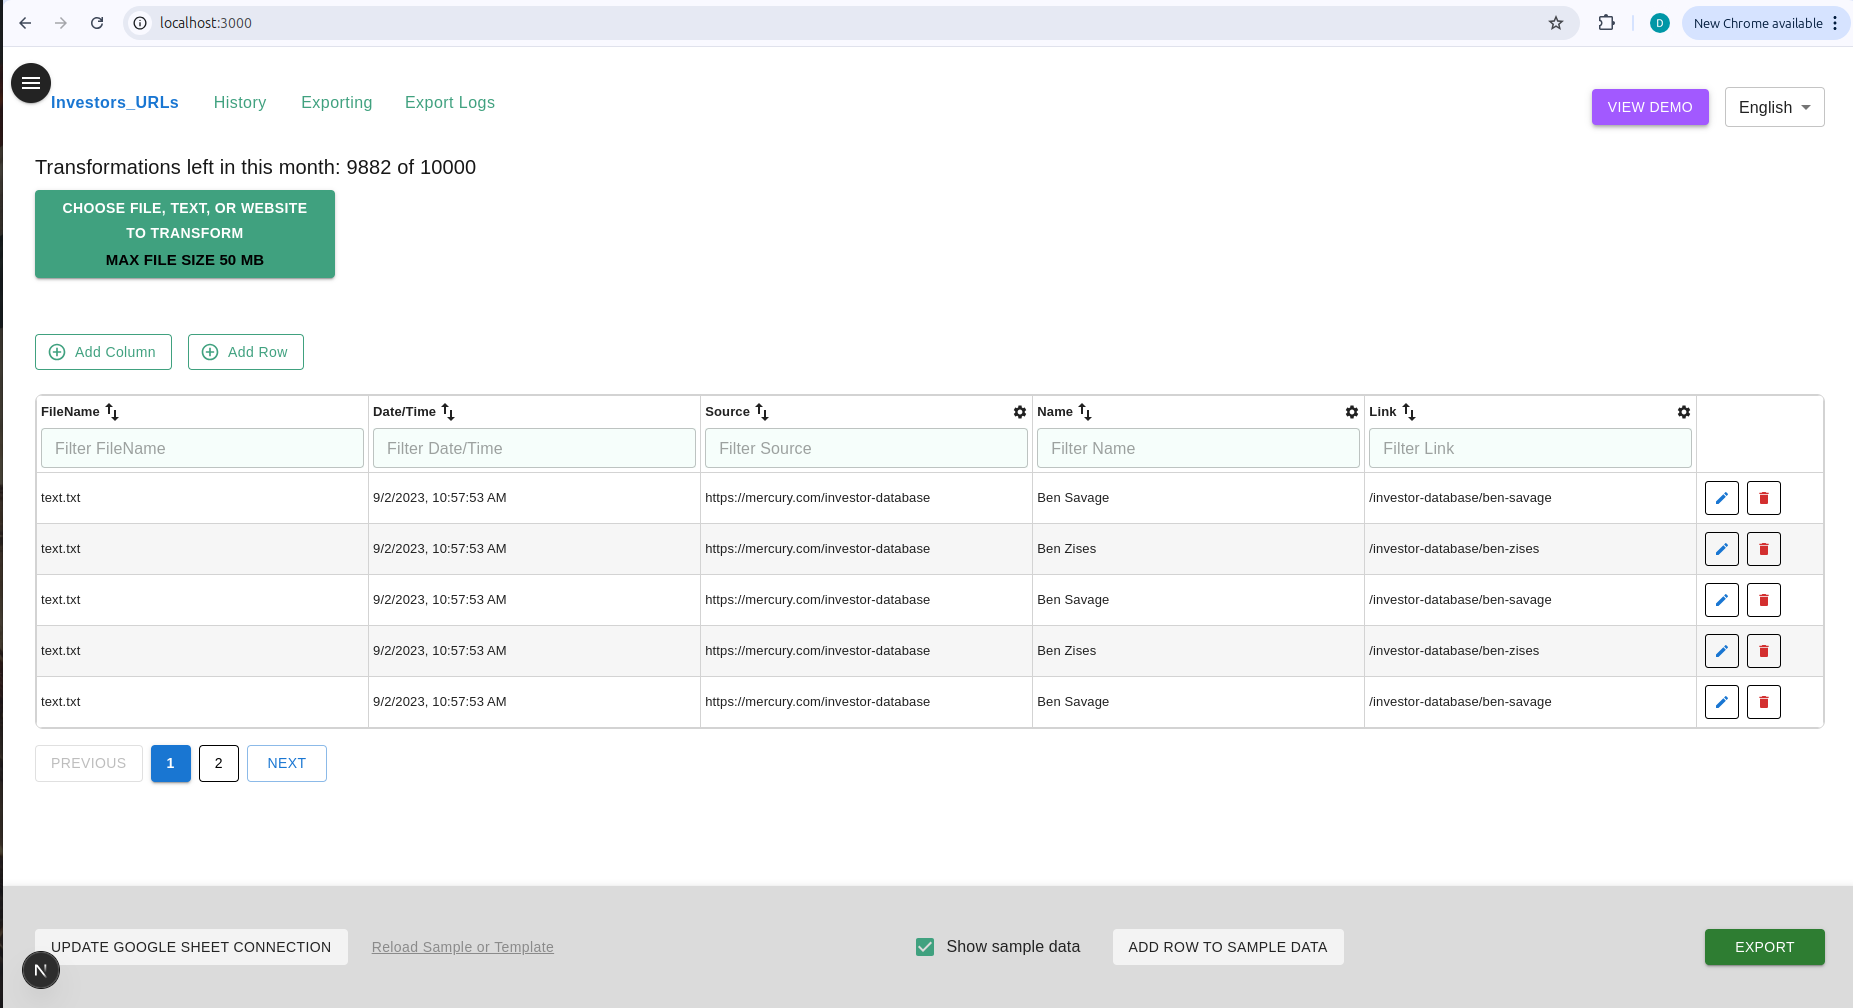 localhost:3000
D
New Chrome available
Investors_URLs History Exporting Export Logs
VIEW DEMO
English
Transformations left in this month: 9882 of 10000
CHOOSE FILE, TEXT, OR WEBSITE
TO TRANSFORM
MAX FILE SIZE 50 MB
Add Column Add Row
FileName Date/Time Source Name Link
Filter FileName Filter Date/Time Filter Source Filter Name Filter Link
text.txt 9/2/2023, 10:57:53 AM https://mercury.com/investor-database Ben Savage /investor-database/ben-savage
text.txt 9/2/2023, 10:57:53 AM https://mercury.com/investor-database Ben Zises /investor-database/ben-zises
text.txt 9/2/2023, 10:57:53 AM https://mercury.com/investor-database Ben Savage /investor-database/ben-savage
text.txt 9/2/2023, 10:57:53 AM https://mercury.com/investor-database Ben Zises /investor-database/ben-zises
text.txt 9/2/2023, 10:57:53 AM https://mercury.com/investor-database Ben Savage /investor-database/ben-savage
PREVIOUS 1 2 NEXT
UPDATE GOOGLE SHEET CONNECTION Reload Sample or Template Show sample data ADD ROW TO SAMPLE DATA EXPORT
N